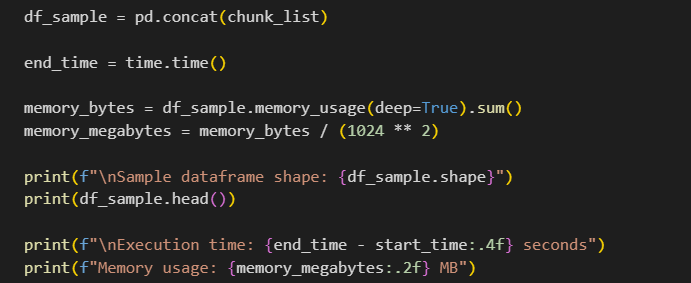 df_sample = pd.concat(chunk_list)
end_time = time.time()
memory_bytes = df_sample.memory_usage(deep=True).sum()
memory_megabytes = memory_bytes / (1024 ** 2)
print(f"\nSample dataframe shape: {df_sample.shape}")
print(df_sample.head())
print(f"\nExecution time: {end_time - start_time:.4f} seconds")
print(f"Memory usage: {memory_megabytes:.2f} MB")